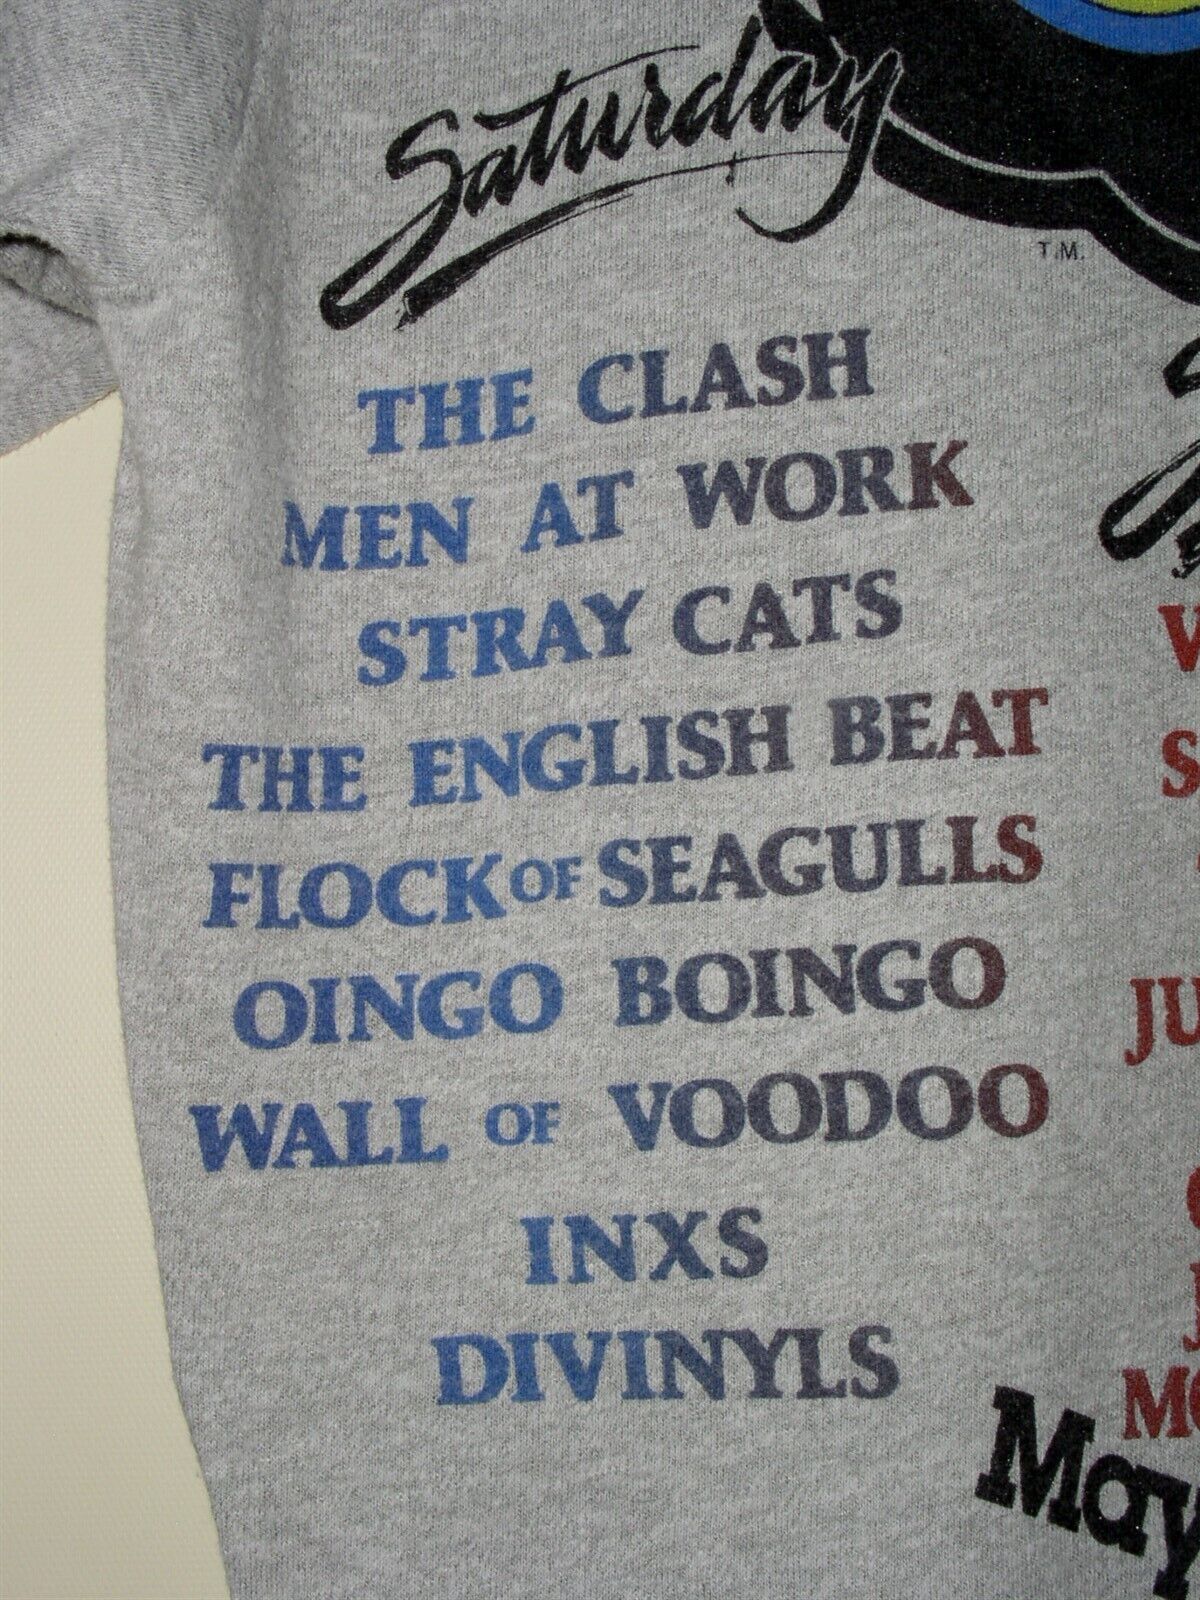 Saturday
T.M.
THE CLASH
MEN AT WORK
STRAY CATS
THE ENGLISH BEAT
FLOCK OF SEAGULLS
OINGO BOINGO
WALL OF VOODOO
INXS
DIVINYLS
May